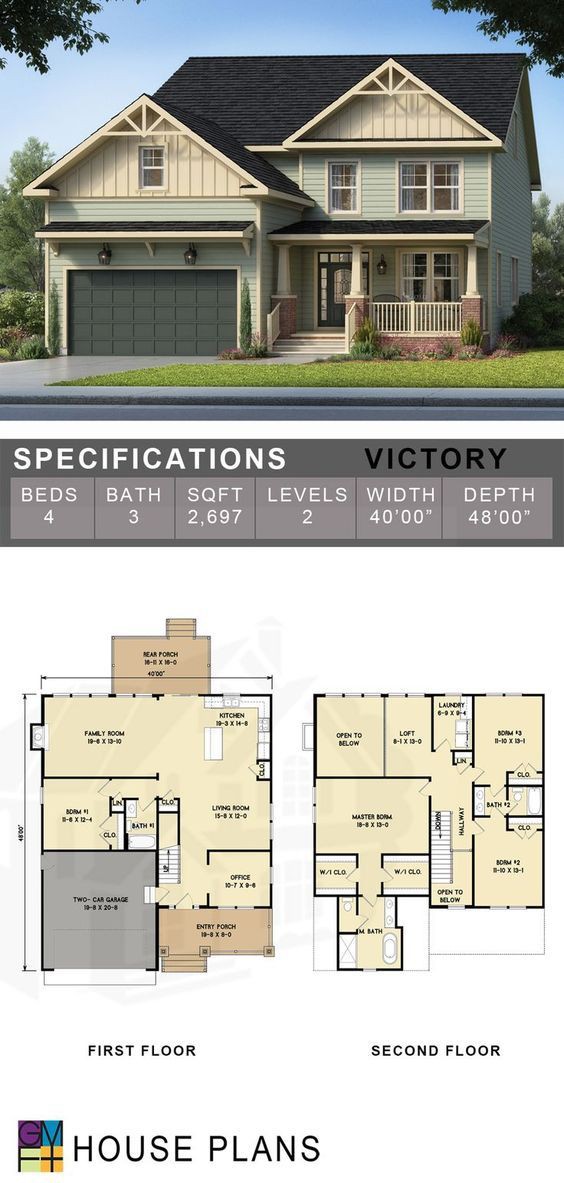 SPECIFICATIONS VICTORY
BEDS BATH SQFT LEVELS WIDTH DEPTH
4 3 2,697 2 40'00" 48'00"
REAR PORCH
16-11 X 16-0
40'00"
KITCHEN
19-3 X 14-8
FAMILY ROOM
19-8 X 13-10
CLO.
BDRM #1
11-6 X 12-4
LIN
CLO.
BATH #1
CLO.
LIVING ROOM
15-8 X 12-0
48'00"
UP
OFFICE
10-7 X 9-6
TWO- CAR GARAGE
19-8 X 20-8
ENTRY PORCH
19-8 X 8-0
OPEN TO
BELOW
LOFT
8-1 X 13-0
LAUNDRY
6-9 X 9-4
BDRM #3
11-10 X 13-1
LIN
CLO.
MASTER BDRM
18-8 X 13-0
BATH #2
HALLWAY
DOWN
CLO.
W/I CLO.
W/I CLO.
BDRM #2
11-10 X 13-1
OPEN TO
BELOW
M. BATH
FIRST FLOOR
SECOND FLOOR
GM
F+
HOUSE PLANS